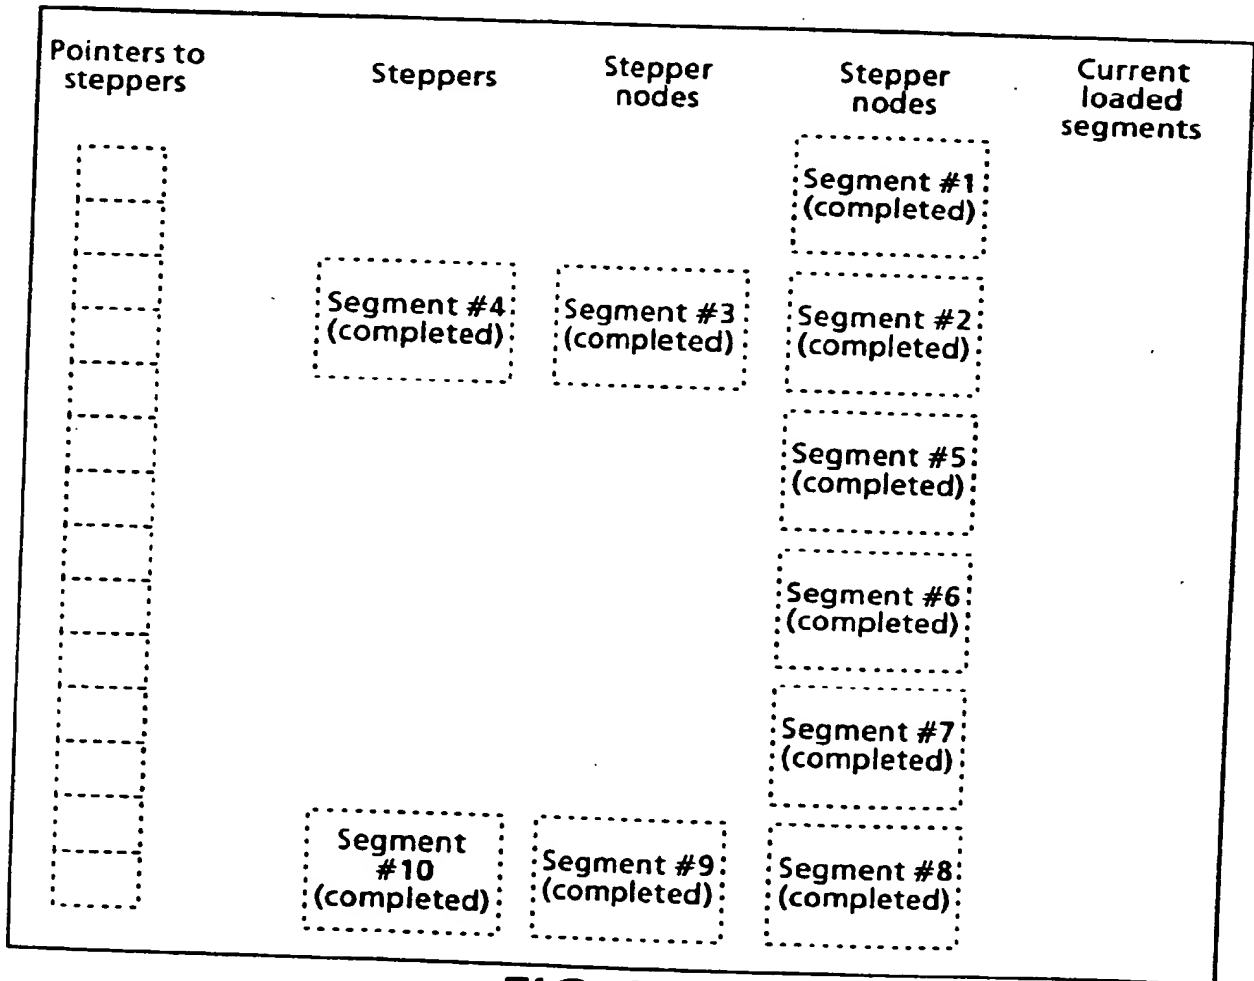 Pointers to
steppers
Steppers
Stepper
nodes
Stepper
nodes
Current
loaded
segments
Segment #1
(completed)
Segment #4
(completed)
Segment #3
(completed)
Segment #2
(completed)
Segment #5
(completed)
Segment #6
(completed)
Segment #7
(completed)
Segment
#10
(completed)
Segment #9
(completed)
Segment #8
(completed)